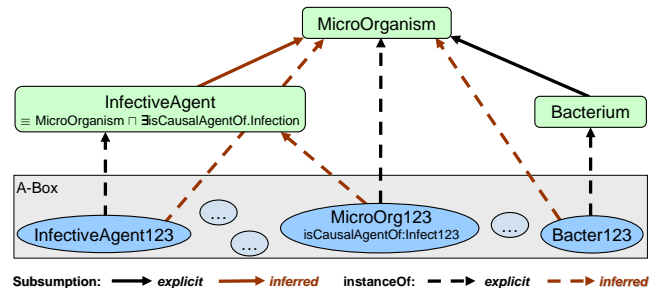 MicroOrganism
InfectiveAgent
≡ MicroOrganism ⊓ ∃isCausalAgentOf.Infection
Bacterium
A-Box
InfectiveAgent123
...
...
MicroOrg123
isCausalAgentOf:Infect123
...
Bacter123
Subsumption: explicit inferred instanceOf: explicit inferred